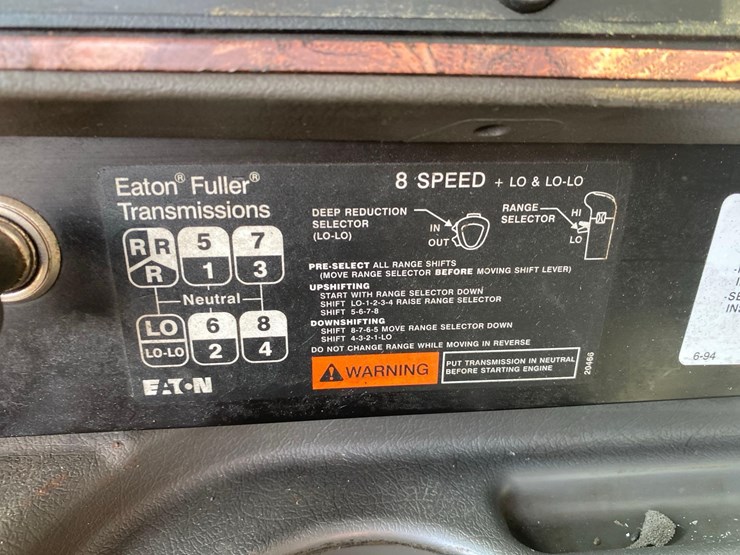 Eaton® Fuller®
Transmissions
8 SPEED + LO & LO-LO
DEEP REDUCTION
SELECTOR
(LO-LO)
IN
OUT
RANGE
SELECTOR
HI
LO
R R 5 7
R 1 3
Neutral
LO 6 8
LO-LO 2 4
EATON
PRE-SELECT ALL RANGE SHIFTS
(MOVE RANGE SELECTOR BEFORE MOVING SHIFT LEVER)
UPSHIFTING
START WITH RANGE SELECTOR DOWN
SHIFT LO-1-2-3-4 RAISE RANGE SELECTOR
SHIFT 5-6-7-8
DOWNSHIFTING
SHIFT 8-7-6-5 MOVE RANGE SELECTOR DOWN
SHIFT 4-3-2-1-LO
DO NOT CHANGE RANGE WHILE MOVING IN REVERSE
WARNING
PUT TRANSMISSION IN NEUTRAL
BEFORE STARTING ENGINE
20466
6-94